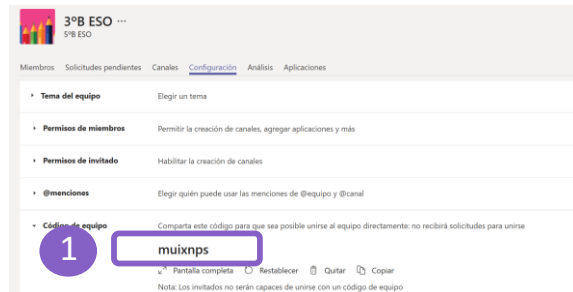 3ºB ESO ···
5ºB ESO
Miembros Solicitudes pendientes Canales Configuración Análisis Aplicaciones
Tema del equipo Elegir un tema
Permisos de miembros Permitir la creación de canales, agregar aplicaciones y más
Permisos de invitado Habilitar la creación de canales
@menciones Elegir quién puede usar las menciones de @equipo y @canal
Código de equipo Comparta este código para que sea posible unirse al equipo directamente: no recibirá solicitudes para unirse
1 muixnps
Pantalla completa Restablecer Quitar Copiar
Nota: Los invitados no serán capaces de unirse con un código de equipo